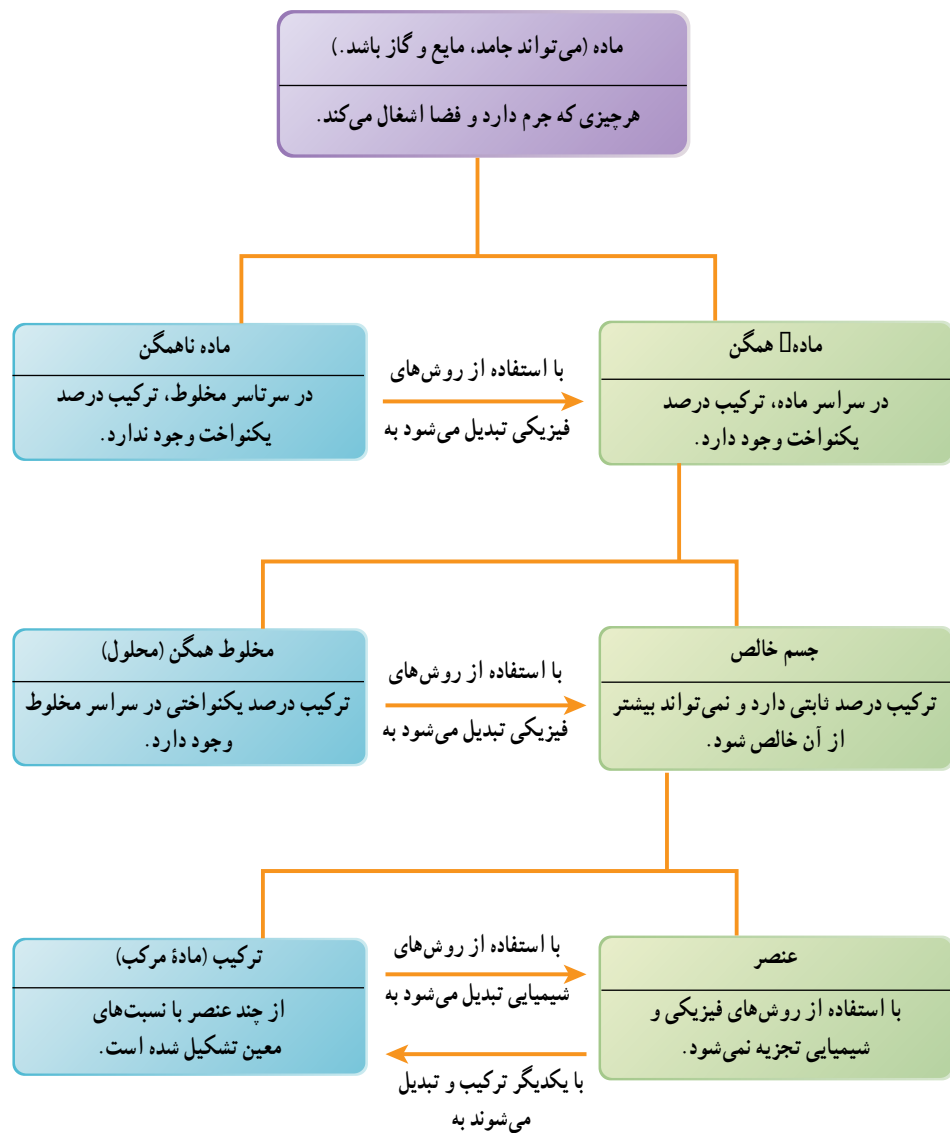 ماده (می‌تواند جامد، مایع و گاز باشد.)
هرچیزی که جرم دارد و فضا اشغال می‌کند.
ماده همگن
در سراسر ماده، ترکیب درصد
یکنواخت وجود دارد.
با استفاده از روش‌های
فیزیکی تبدیل می‌شود به
ماده ناهمگن
در سرتاسر مخلوط، ترکیب درصد
یکنواخت وجود ندارد.
جسم خالص
ترکیب درصد ثابتی دارد و نمی‌تواند بیشتر
از آن خالص شود.
با استفاده از روش‌های
فیزیکی تبدیل می‌شود به
مخلوط همگن (محلول)
ترکیب درصد یکنواختی در سراسر مخلوط
وجود دارد.
عنصر
با استفاده از روش‌های فیزیکی و
شیمیایی تجزیه نمی‌شود.
با استفاده از روش‌های
شیمیایی تبدیل می‌شود به
با یکدیگر ترکیب و تبدیل
می‌شوند به
ترکیب (مادهٔ مرکب)
از چند عنصر با نسبت‌های
معین تشکیل شده است.